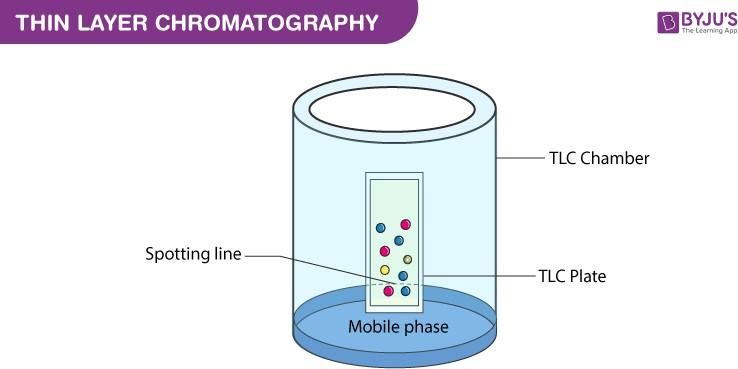 THIN LAYER CHROMATOGRAPHY
BYJU'S
The Learning App
TLC Chamber
Spotting line
TLC Plate
Mobile phase